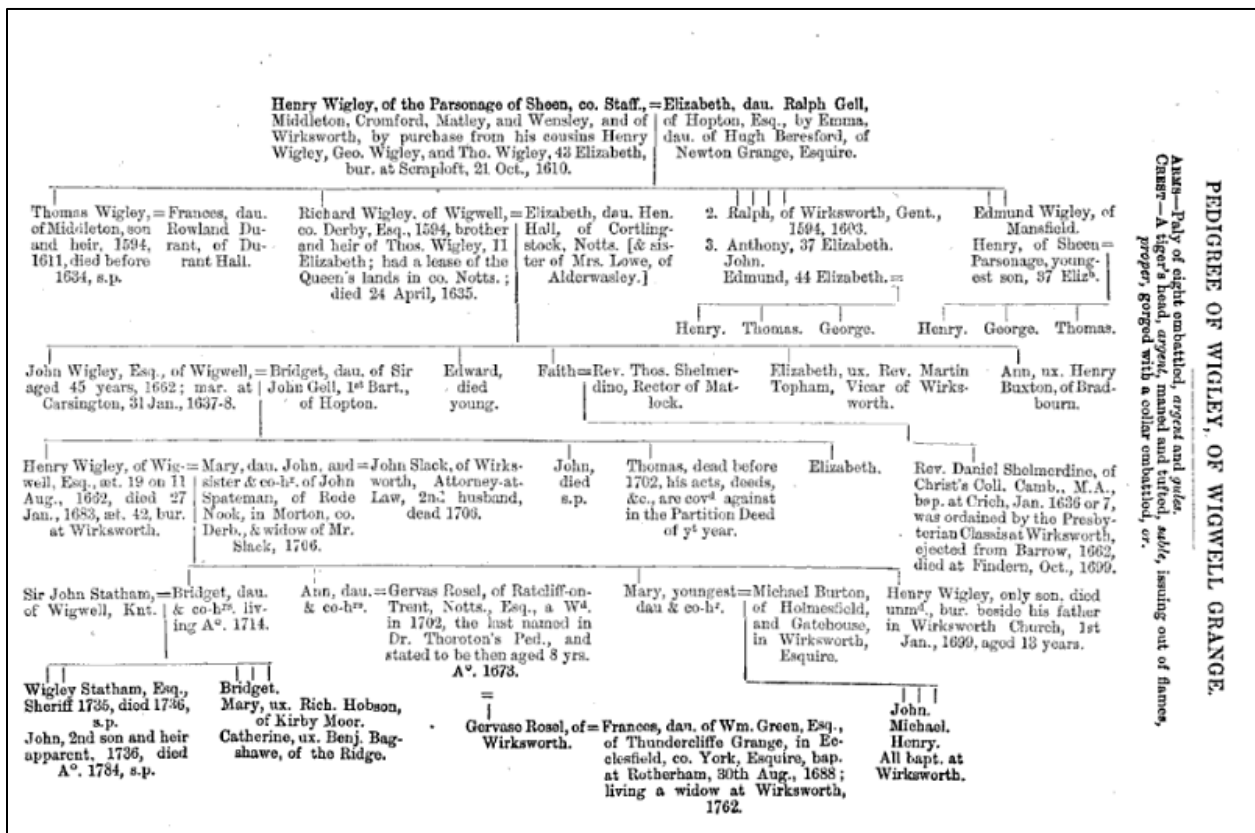 PEDIGREE OF WIGLEY, OF WIGWELL GRANGE.
ARMS—Paly of eight embattled, argent and gules.
CREST—A tiger's head, argent, maned and tufted, sable, issuing out of flames,
proper, gorged with a collar embattled, or.
Henry Wigley, of the Parsonage of Sheen, co. Staff.,
Middleton, Cromford, Matley, and Wensley, and of
Wirksworth, by purchase from his cousins Henry
Wigley, Geo. Wigley, and Tho. Wigley, 43 Elizabeth,
bur. at Scraploft, 21 Oct., 1610.
=Elizabeth, dau. Ralph Gell,
of Hopton, Esq., by Emma,
dau. of Hugh Beresford, of
Newton Grange, Esquire.
Thomas Wigley,
of Middleton, son
and heir, 1594,
1611, died before
1634, s.p.
=Frances, dau.
Rowland Du-
rant, of Du-
rant Hall.
Richard Wigley, of Wigwell,
co. Derby, Esq., 1594, brother
and heir of Thos. Wigley, 11
Elizabeth; had a lease of the
Queen's lands in co. Notts.;
died 24 April, 1635.
=Elizabeth, dau. Hen.
Hall, of Cortling-
stock, Notts. [& sis-
ter of Mrs. Lowe, of
Alderwasley.]
2. Ralph, of Wirksworth, Gent.,
1594, 1603.
3. Anthony, 37 Elizabeth.
John.
Edmund, 44 Elizabeth.=
Edmund Wigley, of
Mansfield.
Henry, of Sheen=
Parsonage, young-
est son, 37 Elizh.
Henry. Thomas. George.
Henry. George. Thomas.
John Wigley, Esq., of Wigwell,
aged 45 years, 1662; mar. at
Carsington, 31 Jan., 1637-8.
=Bridget, dau. of Sir
John Gell, 1st Bart.,
of Hopton.
Edward,
died
young.
Faith=Rev. Thos. Shelmer-
dino, Rector of Mat-
lock.
Elizabeth, ux. Rev. Martin
Topham, Vicar of Wirks-
worth.
Ann, ux. Henry
Buxton, of Brad-
bourn.
Henry Wigley, of Wig-
well, Esq., æt. 19 on 11
Aug., 1662, died 27
Jan., 1683, æt. 42, bur.
at Wirksworth.
=Mary, dau. John, and
sister & co-hr. of John
Spateman, of Rode
Nook, in Morton, co.
Derb., & widow of Mr.
Slack, 1706.
=John Slack, of Wirks-
worth, Attorney-at-
Law, 2nd husband,
dead 1706.
John,
s.p.
Thomas, dead before
1702, his acts, deeds,
&c., are covd against
in the Partition Deed
of yt year.
Elizabeth.
Rev. Daniel Shelmerdine, of
Christ's Coll. Camb., M.A.,
bap. at Crich, Jan. 1636 or 7,
was ordained by the Presby-
terian Classis at Wirksworth,
ejected from Barrow, 1662,
died at Findern, Oct., 1699.
Sir John Statham,
of Wigwell, Knt.
=Bridget, dau.
& co-hrs. liv-
ing Ao. 1714.
Ann, dau.
& co-hrs.
=Gervas Rosel, of Ratcliff-on-
Trent, Notts., Esq., a Wd.
in 1702, the last named in
Dr. Thoroton's Ped., and
stated to be then aged 8 yrs.
Ao. 1673.
Mary, youngest
dau & co-hr.
=Michael Burton,
of Holmesfield,
and Gatehouse,
in Wirksworth,
Esquire.
Henry Wigley, only son, died
unmd., bur. beside his father
in Wirksworth Church, 1st
Jan., 1699, aged 13 years.
Wigley Statham, Esq.,
Sheriff 1735, died 1736,
s.p.
John, 2nd son and heir
apparent, 1736, died
Ao. 1784, s.p.
Bridget.
Mary, ux. Rich. Hobson,
of Kirby Moor.
Catherine, ux. Benj. Bag-
shawe, of the Ridge.
=
Gervase Rosel, of
Wirksworth.
=Frances, dau. of Wm. Green, Esq.,
of Thundercliffe Grange, in Ec-
clesfield, co. York, Esquire, bap.
at Rotherham, 30th Aug., 1688;
living a widow at Wirksworth,
1762.
John.
Michael.
Henry.
All bapt. at
Wirksworth.